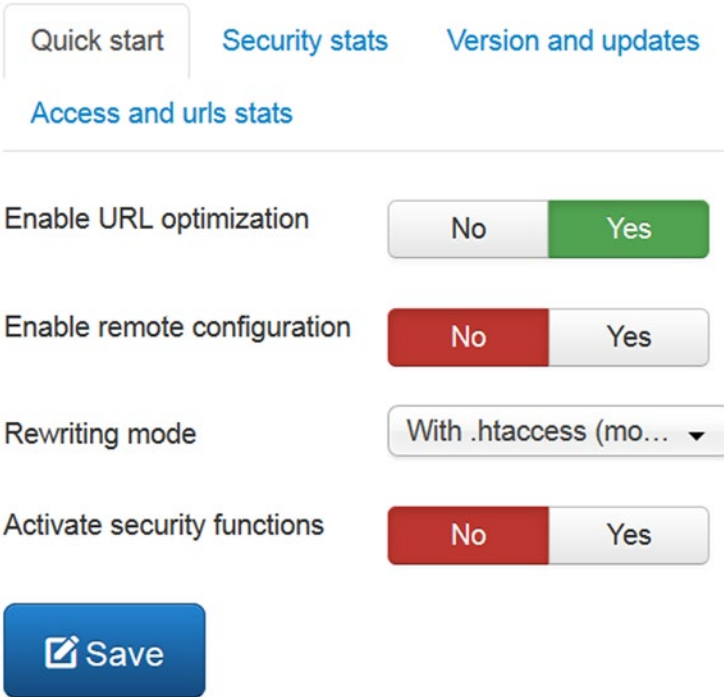 Quick start Security stats Version and updates
Access and urls stats
Enable URL optimization No Yes
Enable remote configuration No Yes
Rewriting mode With .htaccess (mo...
Activate security functions No Yes
Save